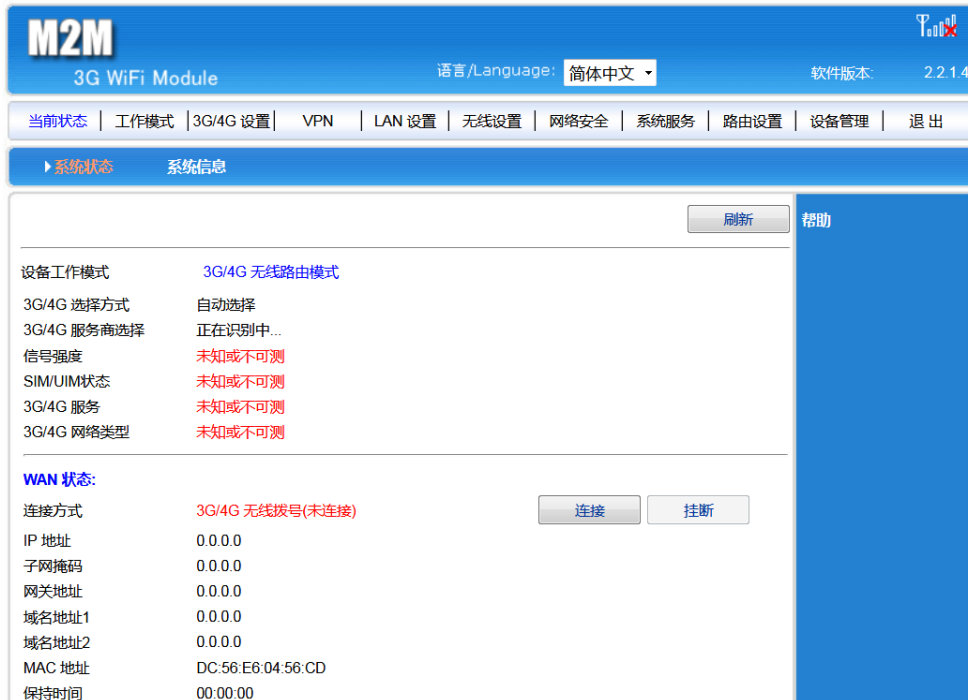 M2M
3G WiFi Module
语言/Language: 简体中文
软件版本: 2.2.1.4
当前状态 工作模式 3G/4G 设置 VPN LAN 设置 无线设置 网络安全 系统服务 路由设置 设备管理 退 出
系统状态 系统信息
刷新
帮助
设备工作模式 3G/4G 无线路由模式
3G/4G 选择方式 自动选择
3G/4G 服务商选择 正在识别中...
信号强度 未知或不可测
SIM/UIM状态 未知或不可测
3G/4G 服务 未知或不可测
3G/4G 网络类型 未知或不可测
WAN 状态:
连接方式 3G/4G 无线拨号(未连接) 连接 挂断
IP 地址 0.0.0.0
子网掩码 0.0.0.0
网关地址 0.0.0.0
域名地址1 0.0.0.0
域名地址2 0.0.0.0
MAC 地址 DC:56:E6:04:56:CD
保持时间 00:00:00